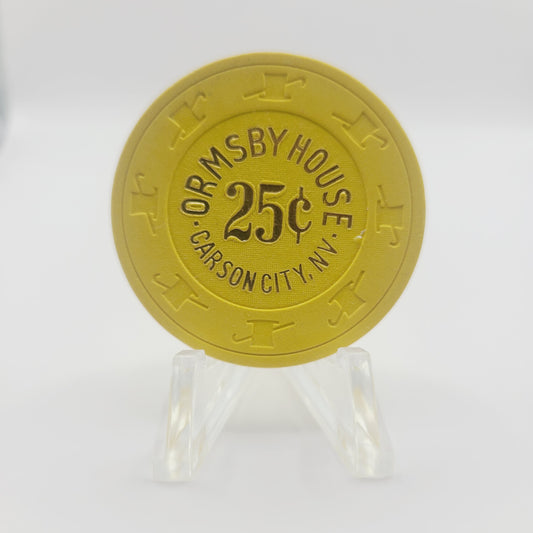 ORMSBY HOUSE
25¢
· CARSON CITY, NV ·